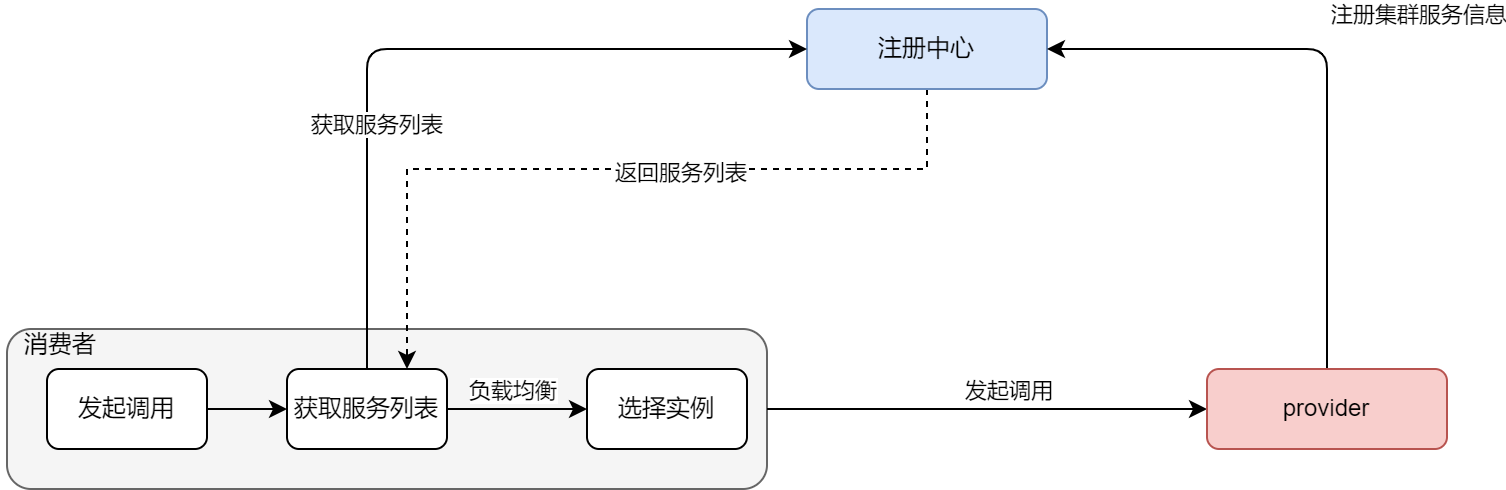 注册集群服务信息
注册中心
获取服务列表
返回服务列表
消费者
发起调用
获取服务列表
负载均衡
选择实例
发起调用
provider